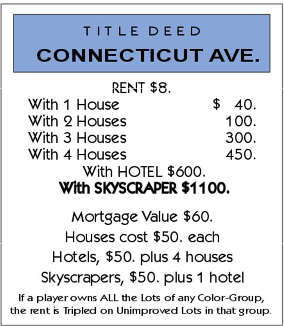 TITLE DEED
CONNECTICUT AVE.
RENT $8.
With 1 House $ 40.
With 2 Houses 100.
With 3 Houses 300.
With 4 Houses 450.
With HOTEL $600.
With SKYSCRAPER $1100.
Mortgage Value $60.
Houses cost $50. each
Hotels, $50. plus 4 houses
Skyscrapers, $50. plus 1 hotel
If a player owns ALL the Lots of any Color-Group,
the rent is Tripled on Unimproved Lots in that group.